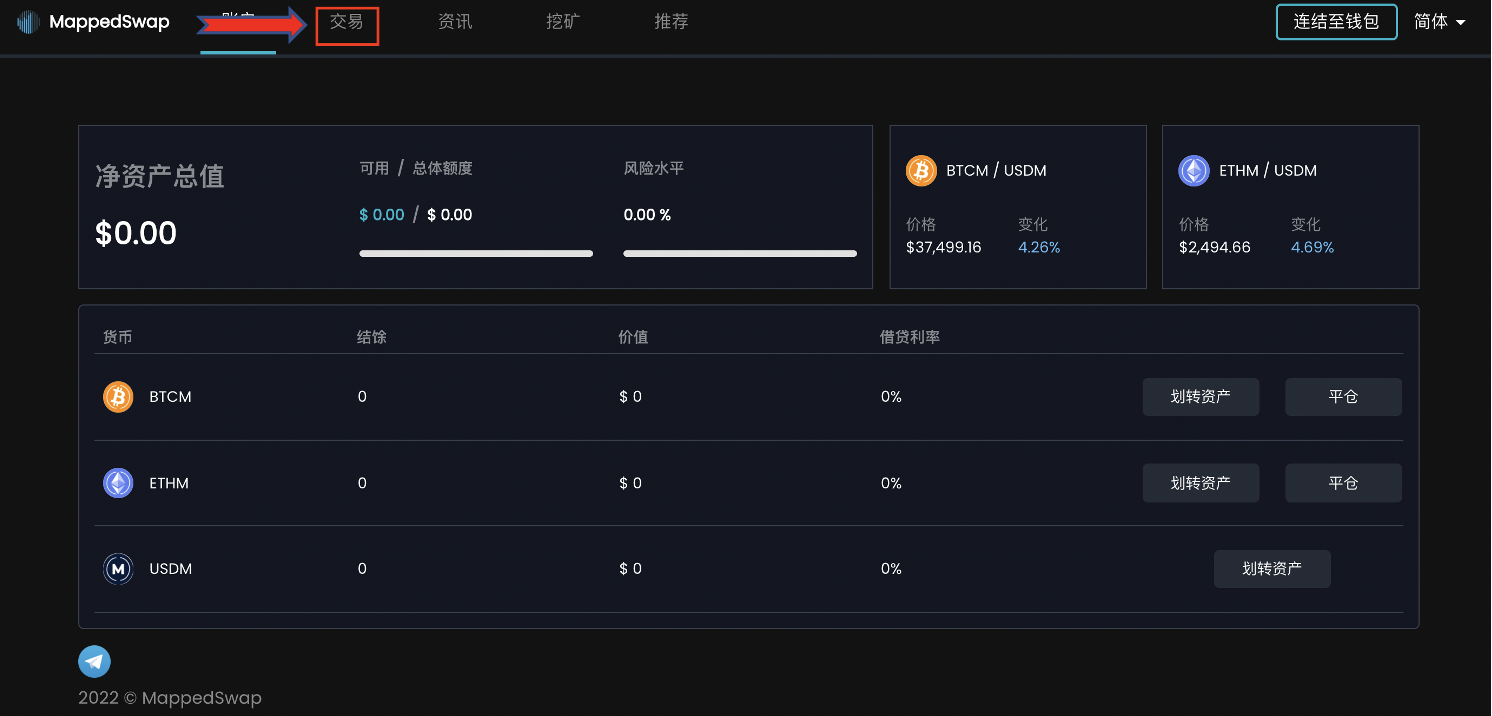 MappedSwap
交易
资讯
挖矿
推荐
连结至钱包
简体
净资产总值
$0.00
可用 / 总体额度
$ 0.00 / $ 0.00
风险水平
0.00 %
BTCM / USDM
价格 变化
$37,499.16 4.26%
ETHM / USDM
价格 变化
$2,494.66 4.69%
货币 结馀 价值 借贷利率
BTCM 0 $ 0 0% 划转资产 平仓
ETHM 0 $ 0 0% 划转资产 平仓
M USDM 0 $ 0 0% 划转资产
2022 © MappedSwap